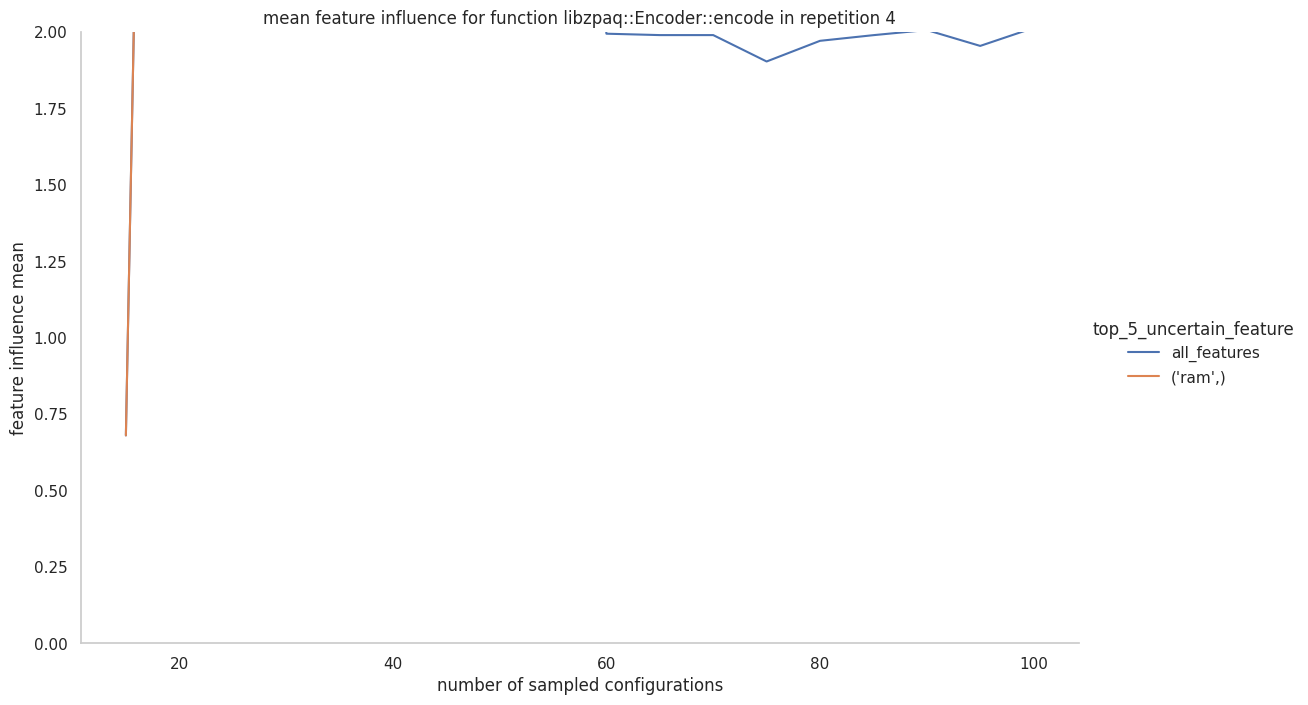 mean feature influence for function libzpaq::Encoder::encode in repetition 4
2.00
1.75
1.50
1.25
1.00
0.75
0.50
0.25
0.00
feature influence mean
20
40
60
80
100
number of sampled configurations
top_5_uncertain_feature
all_features
('ram',)